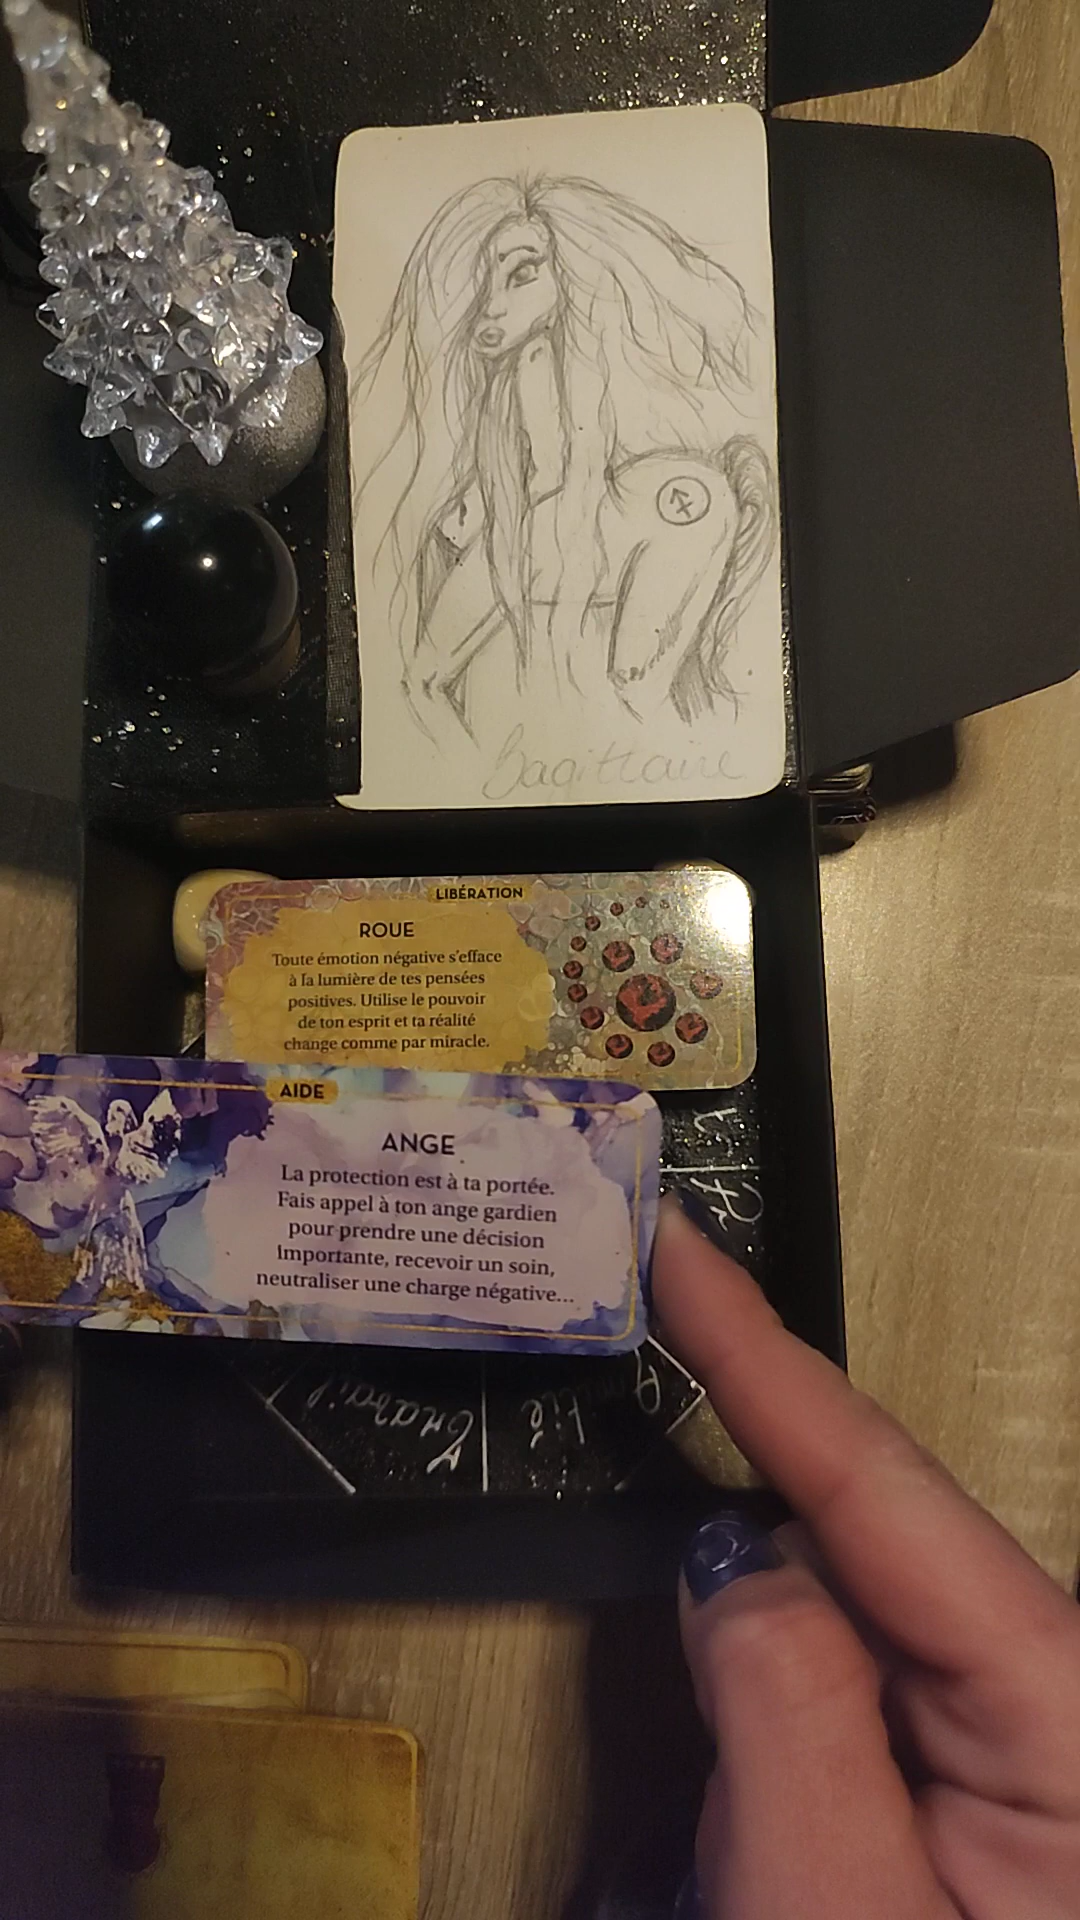 Sagittaire
LIBÉRATION
ROUE
Toute émotion négative s'efface
à la lumière de tes pensées
positives. Utilise le pouvoir
de ton esprit et ta réalité
change comme par miracle.
AIDE
ANGE
La protection est à ta portée.
Fais appel à ton ange gardien
pour prendre une décision
importante, recevoir un soin,
neutraliser une charge négative...
Travail
Amitié